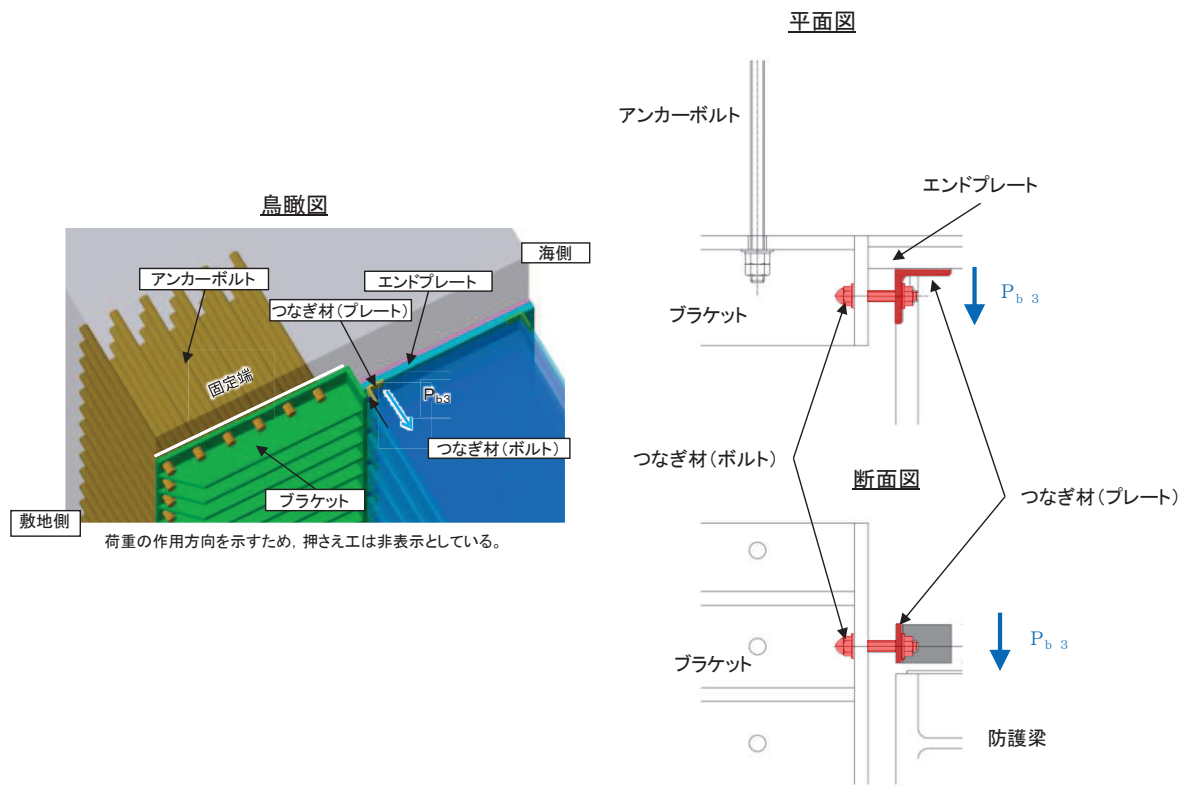 鳥瞰図
海側
アンカーボルト
エンドプレート
つなぎ材(プレート)
固定端
Pb3
つなぎ材(ボルト)
ブラケット
敷地側
荷重の作用方向を示すため，押さえ工は非表示としている。
平面図
アンカーボルト
エンドプレート
Pb3
ブラケット
つなぎ材(ボルト)
断面図
つなぎ材(プレート)
Pb3
ブラケット
防護梁